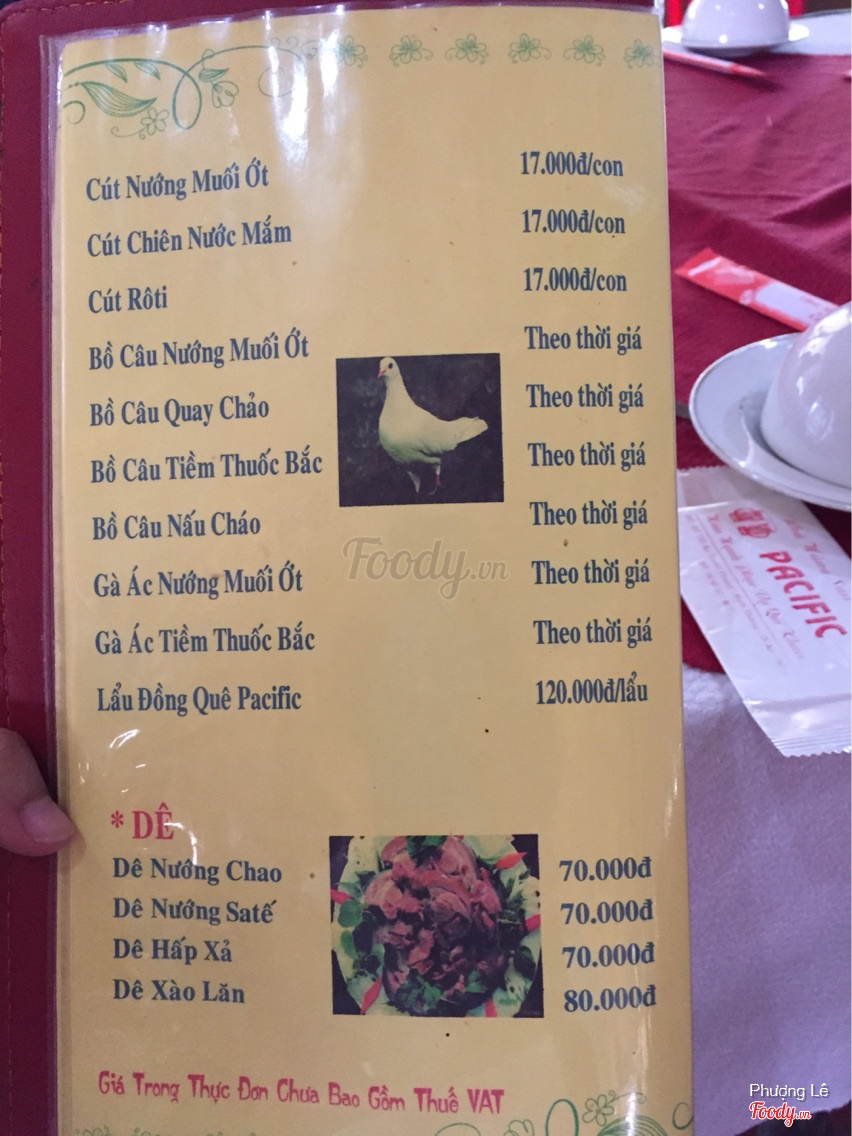 Cút Nướng Muối Ớt 17.000đ/con
Cút Chiên Nước Mắm 17.000đ/con
Cút Rôti 17.000đ/con
Bồ Câu Nướng Muối Ớt Theo thời giá
Bồ Câu Quay Chảo Theo thời giá
Bồ Câu Tiềm Thuốc Bắc Theo thời giá
Bồ Câu Nấu Cháo Theo thời giá
Gà Ác Nướng Muối Ớt Theo thời giá
Gà Ác Tiềm Thuốc Bắc Theo thời giá
Lẩu Đồng Quê Pacific 120.000đ/lẩu
* DÊ
Dê Nướng Chao 70.000đ
Dê Nướng Satế 70.000đ
Dê Hấp Xả 70.000đ
Dê Xào Lăn 80.000đ
Giá Trong Thực Đơn Chưa Bao Gồm Thuế VAT
Foody.vn
PACIFIC
Phượng Lê
Foody.vn